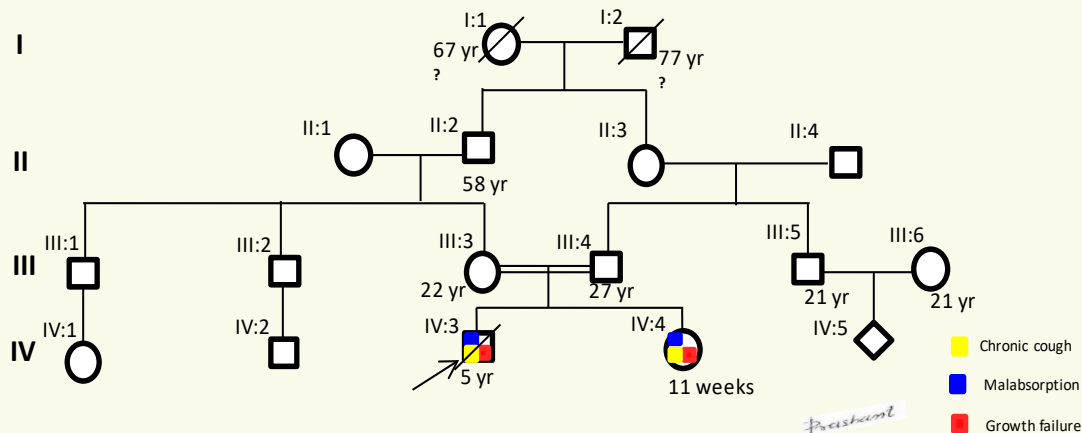 I:1
I:2
I
67 yr
77 yr
?
?
II:1
II:2
II:3
II:4
II
58 yr
III:1
III:2
III:3
III:4
III:5
III:6
III
22 yr
27 yr
21 yr
21 yr
IV:1
IV:2
IV:3
IV:4
IV:5
IV
5 yr
11 weeks
Chronic cough
Malabsorption
Growth failure
Prashant